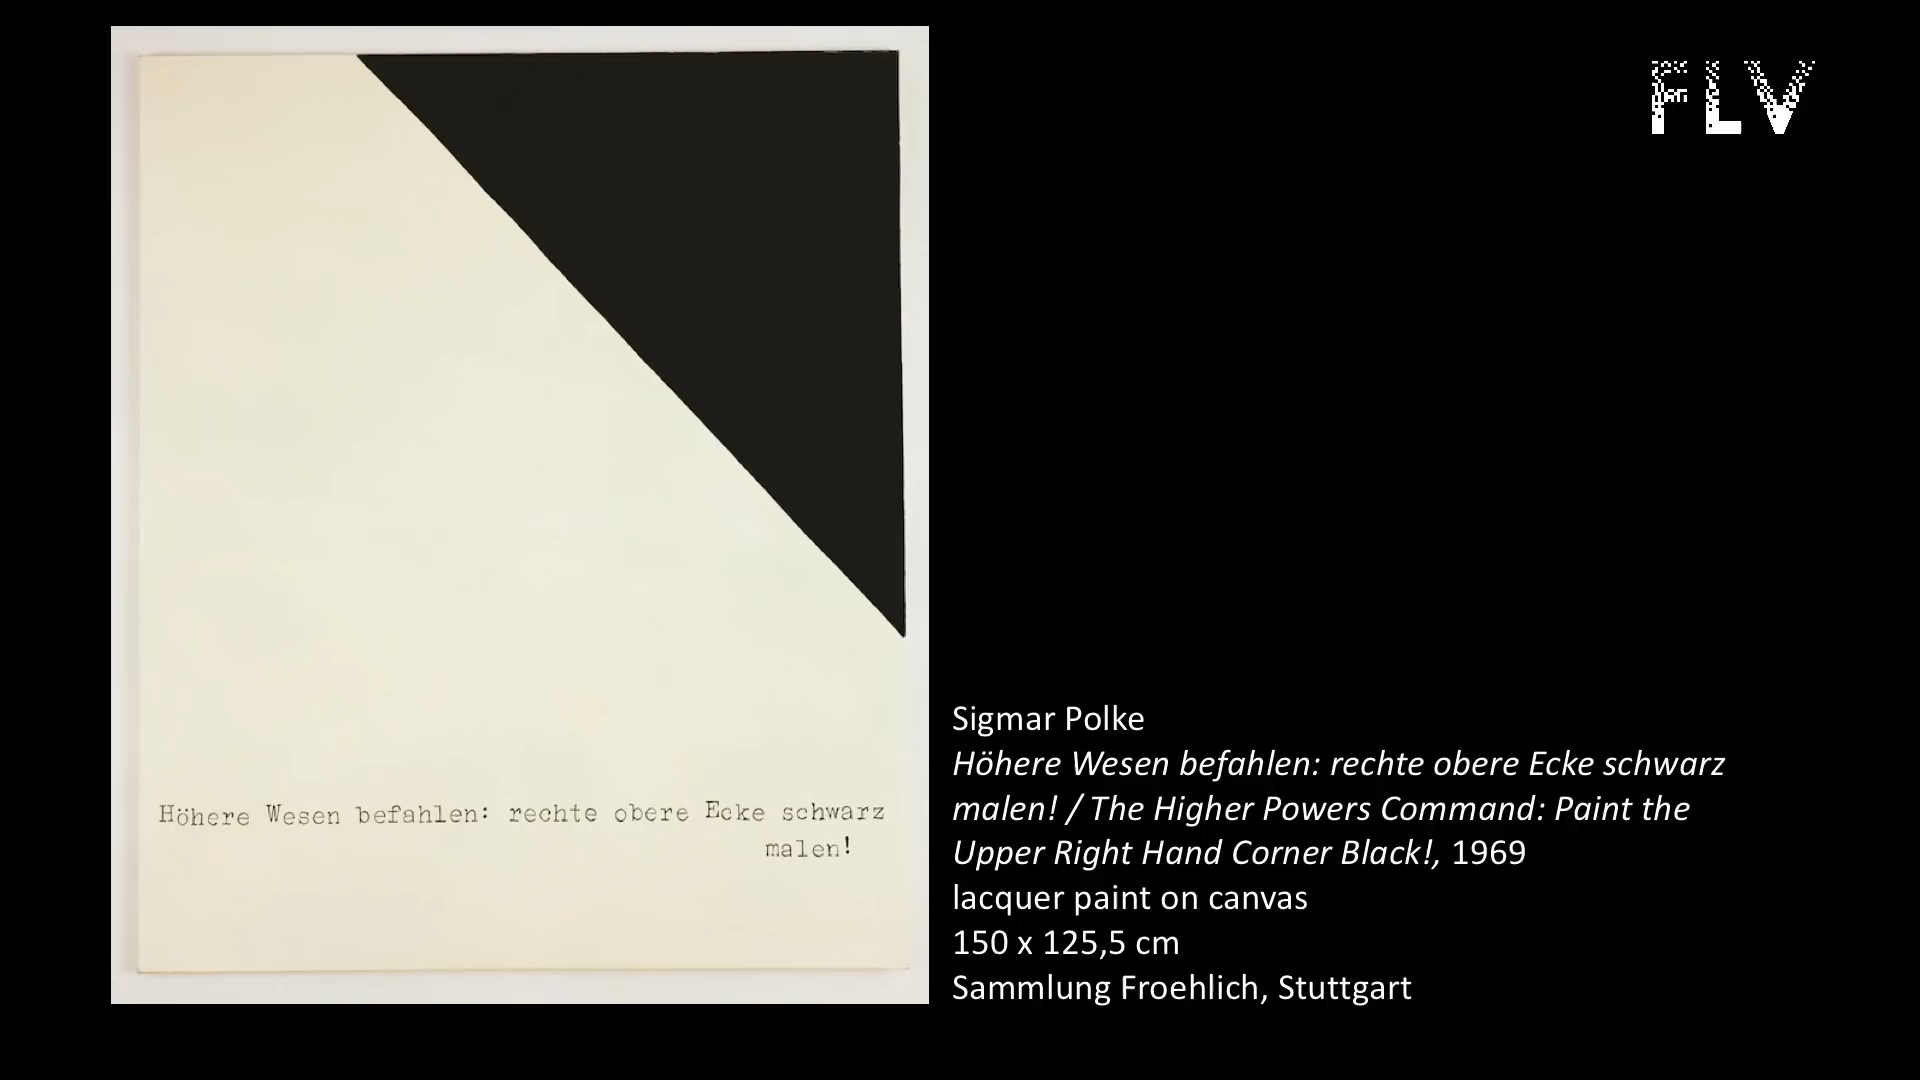 FLV
Höhere Wesen befahlen: rechte obere Ecke schwarz
malen!
Sigmar Polke
Höhere Wesen befahlen: rechte obere Ecke schwarz
malen! / The Higher Powers Command: Paint the
Upper Right Hand Corner Black!, 1969
lacquer paint on canvas
150 x 125,5 cm
Sammlung Froehlich, Stuttgart